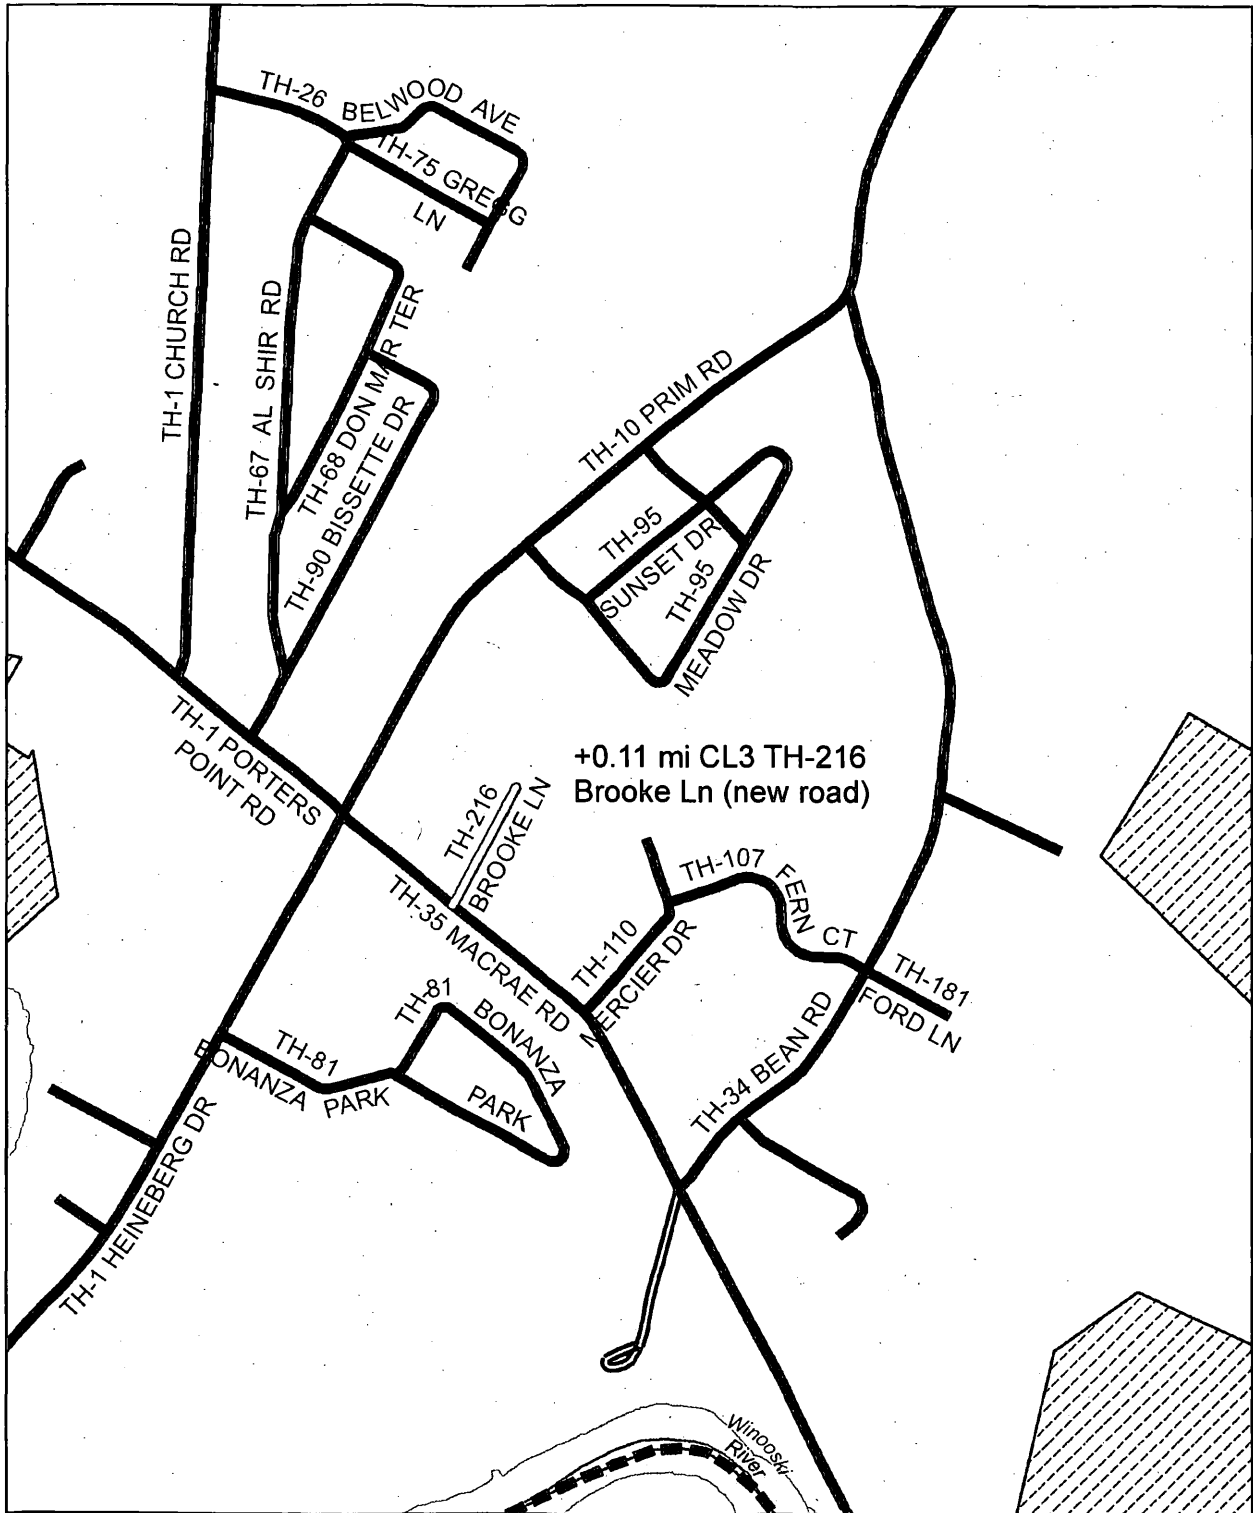 TH-26
BELWOOD AVE
TH-75 GREGG
LN
TH-1 CHURCH RD
TH-67 AL SHIR RD
TH-68 DON MAR TER
TH-90 BISSETTE DR
TH-10 PRIM RD
TH-95
SUNSET DR
TH-95
MEADOW DR
TH-1 PORTERS
POINT RD
+0.11 mi CL3 TH-216
Brooke Ln (new road)
TH-216
BROOKE LN
TH-35 MACRAE RD
TH-107
FERN
CT
TH-110
MERCIER DR
TH-181
FORD LN
TH-81
BONANZA
PARK
TH-81
BONANZA PARK
TH-34 BEAN RD
TH-1 HEINEBERG DR
Winooski
River